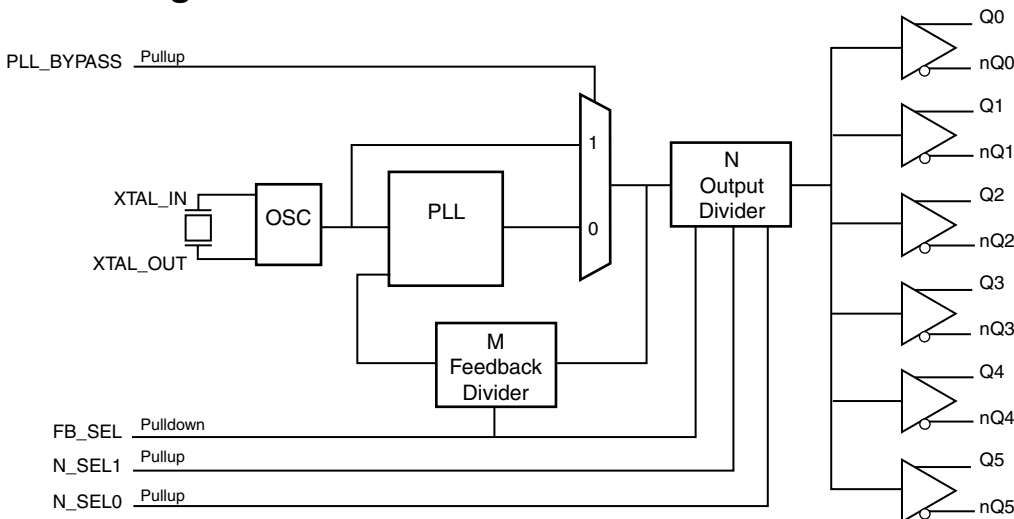 Q0
PLL_BYPASS Pullup
nQ0
Q1
1
nQ1
N
Output
Divider
XTAL_IN
OSC
PLL
Q2
0
nQ2
XTAL_OUT
Q3
M
Feedback
Divider
nQ3
Q4
FB_SEL Pulldown
nQ4
N_SEL1 Pullup
Q5
N_SEL0 Pullup
nQ5